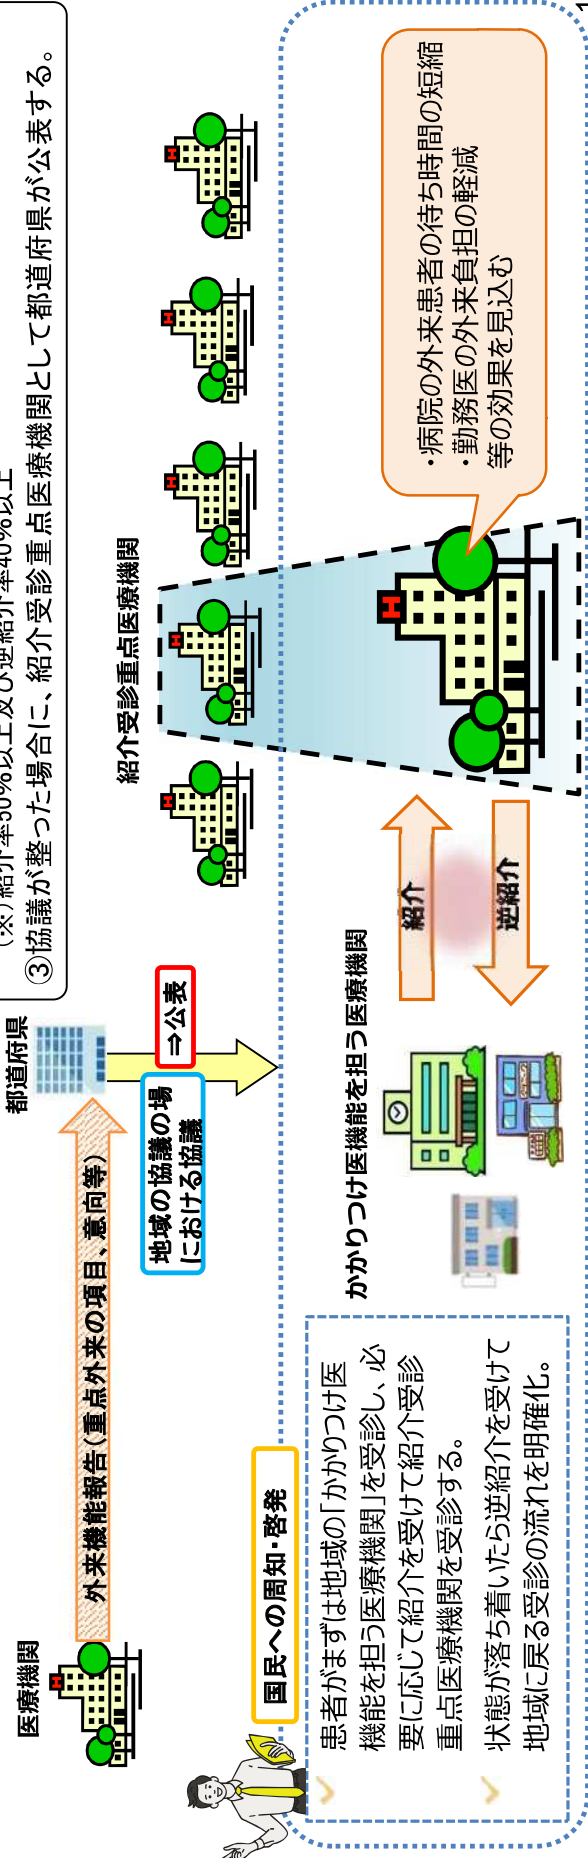 (※)紹介率50%以上及び逆紹介率40%以上
③協議が整った場合に、紹介受診重点医療機関として都道府県が公表する。
医療機関
外来機能報告(重点外来の項目、意向等)
都道府県
地域の協議の場
における協議
⇒公表
紹介受診重点医療機関
国民への周知・啓発
患者がまずは地域の「かかりつけ医
機能を担う医療機関」を受診し、必
要に応じて紹介を受けて紹介受診
重点医療機関を受診する。
状態が落ち着いたら逆紹介を受けて
地域に戻る受診の流れを明確化。
かかりつけ医機能を担う医療機関
紹介
逆紹介
・病院の外来患者の待ち時間の短縮
・勤務医の外来負担の軽減
等の効果を見込む